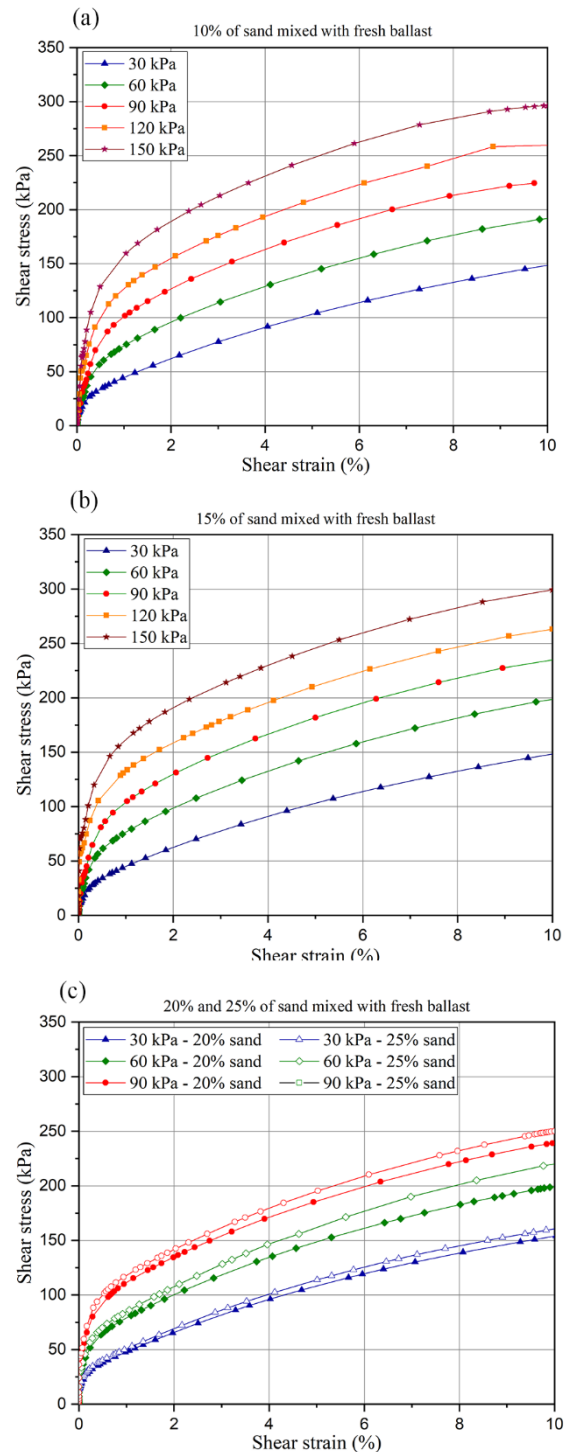 (a)
10% of sand mixed with fresh ballast
350
300
250
200
150
100
50
0
Shear stress (kPa)
30 kPa
60 kPa
90 kPa
120 kPa
150 kPa
0 2 4 6 8 10
Shear strain (%)
(b)
15% of sand mixed with fresh ballast
350
300
250
200
150
100
50
0
Shear stress (kPa)
30 kPa
60 kPa
90 kPa
120 kPa
150 kPa
0 2 4 6 8 10
Shear strain (%)
(c)
20% and 25% of sand mixed with fresh ballast
350
300
250
200
150
100
50
0
Shear stress (kPa)
30 kPa - 20% sand 30 kPa - 25% sand
60 kPa - 20% sand 60 kPa - 25% sand
90 kPa - 20% sand 90 kPa - 25% sand
0 2 4 6 8 10
Shear strain (%)